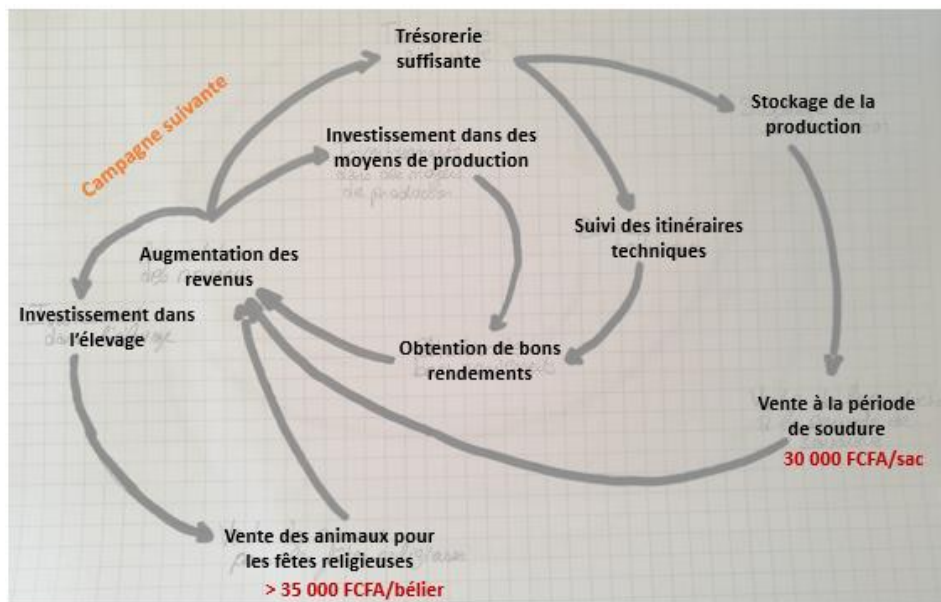 Trésorerie
suffisante
Campagne suivante
Stockage de la
production
Investissement dans des
moyens de production
Suivi des itinéraires
techniques
Augmentation des
revenus
Investissement dans
l'élevage
Obtention de bons
rendements
Vente à la période
de soudure
30 000 FCFA/sac
Vente des animaux pour
les fêtes religieuses
> 35 000 FCFA/bélier